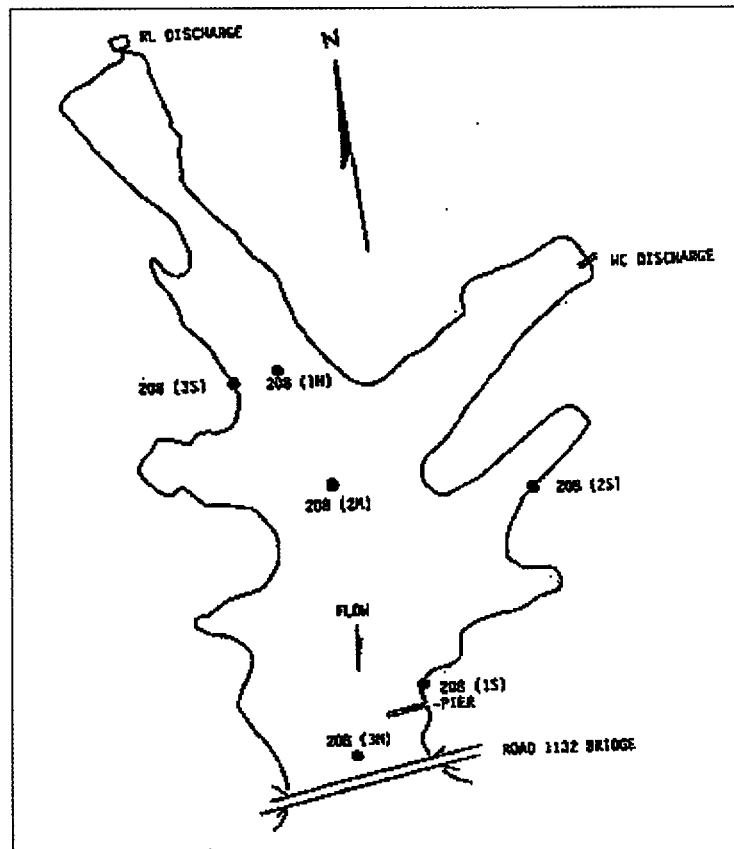 RL DISCHARGE
N
WC DISCHARGE
208 (3S)
208 (1M)
208 (2M)
208 (2S)
FLOW
208 (1S)
PIER
208 (3M)
ROAD 1132 BRIDGE